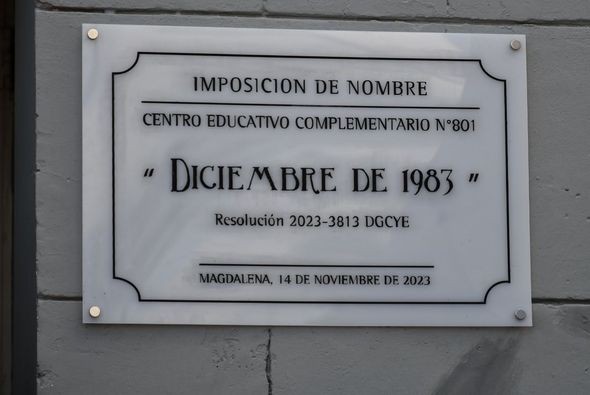 IMPOSICION DE NOMBRE
CENTRO EDUCATIVO COMPLEMENTARIO N°801
" DICIEMBRE DE 1983 "
Resolución 2023-3813 DGCYE
MAGDALENA, 14 DE NOVIEMBRE DE 2023